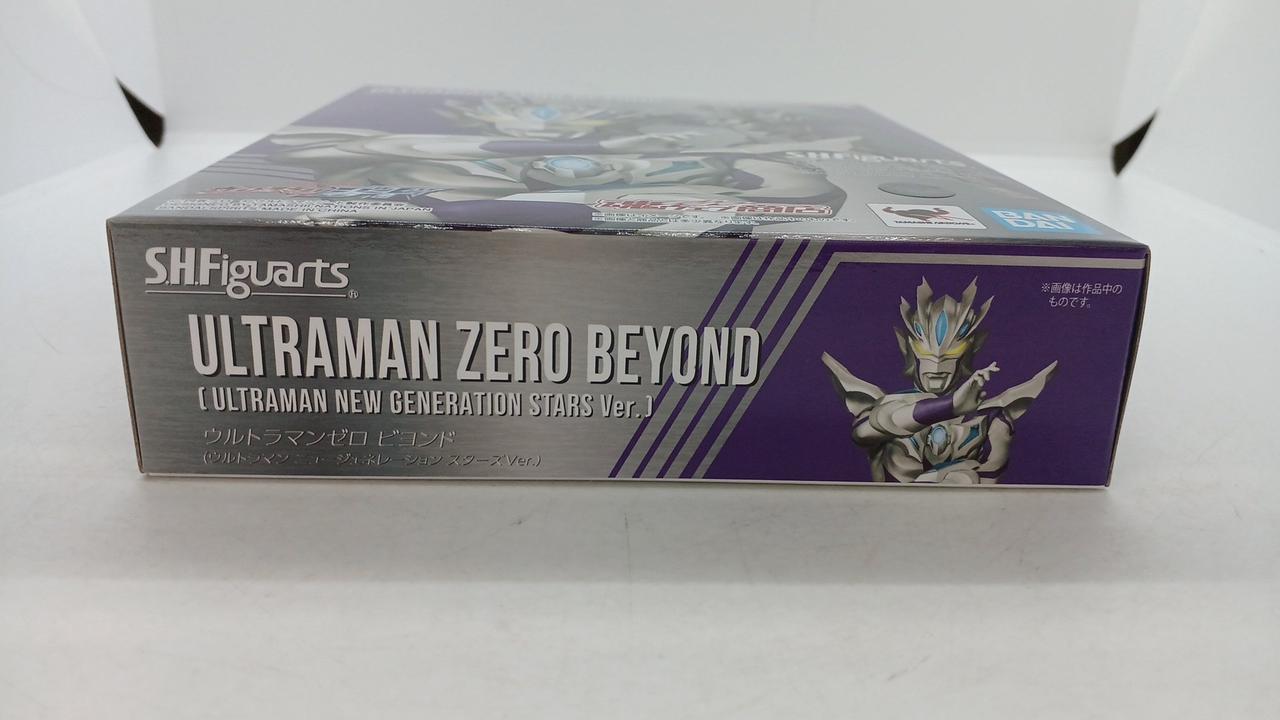 S.H.Figuarts
BAN
DAI
S.H.Figuarts®
ULTRAMAN ZERO BEYOND
( ULTRAMAN NEW GENERATION STARS Ver. )
ウルトラマンゼロ ビヨンド
(ウルトラマン ニュージェネレーション スターズVer.)
※画像は作品中の
ものです。